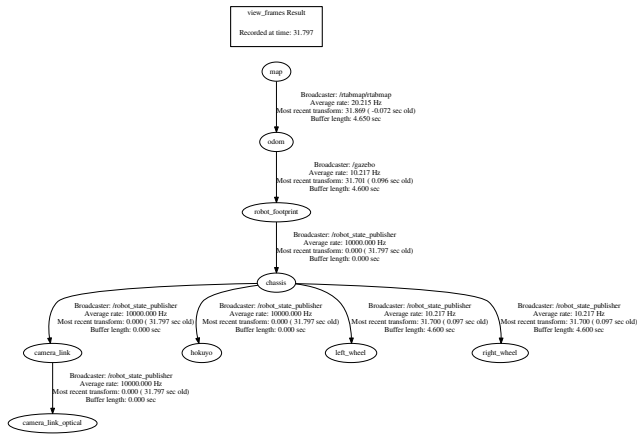 view_frames Result
Recorded at time: 31.797
map
Broadcaster: /rtabmap/rtabmap
Average rate: 20.215 Hz
Most recent transform: 31.869 ( -0.072 sec old)
Buffer length: 4.650 sec
odom
Broadcaster: /gazebo
Average rate: 10.217 Hz
Most recent transform: 31.701 ( 0.096 sec old)
Buffer length: 4.600 sec
robot_footprint
Broadcaster: /robot_state_publisher
Average rate: 10000.000 Hz
Most recent transform: 0.000 ( 31.797 sec old)
Buffer length: 0.000 sec
chassis
Broadcaster: /robot_state_publisher
Average rate: 10000.000 Hz
Most recent transform: 0.000 ( 31.797 sec old)
Buffer length: 0.000 sec
Broadcaster: /robot_state_publisher
Average rate: 10000.000 Hz
Most recent transform: 0.000 ( 31.797 sec old)
Buffer length: 0.000 sec
Broadcaster: /robot_state_publisher
Average rate: 10.217 Hz
Most recent transform: 31.700 ( 0.097 sec old)
Buffer length: 4.600 sec
Broadcaster: /robot_state_publisher
Average rate: 10.217 Hz
Most recent transform: 31.700 ( 0.097 sec old)
Buffer length: 4.600 sec
camera_link
hokuyo
left_wheel
right_wheel
Broadcaster: /robot_state_publisher
Average rate: 10000.000 Hz
Most recent transform: 0.000 ( 31.797 sec old)
Buffer length: 0.000 sec
camera_link_optical